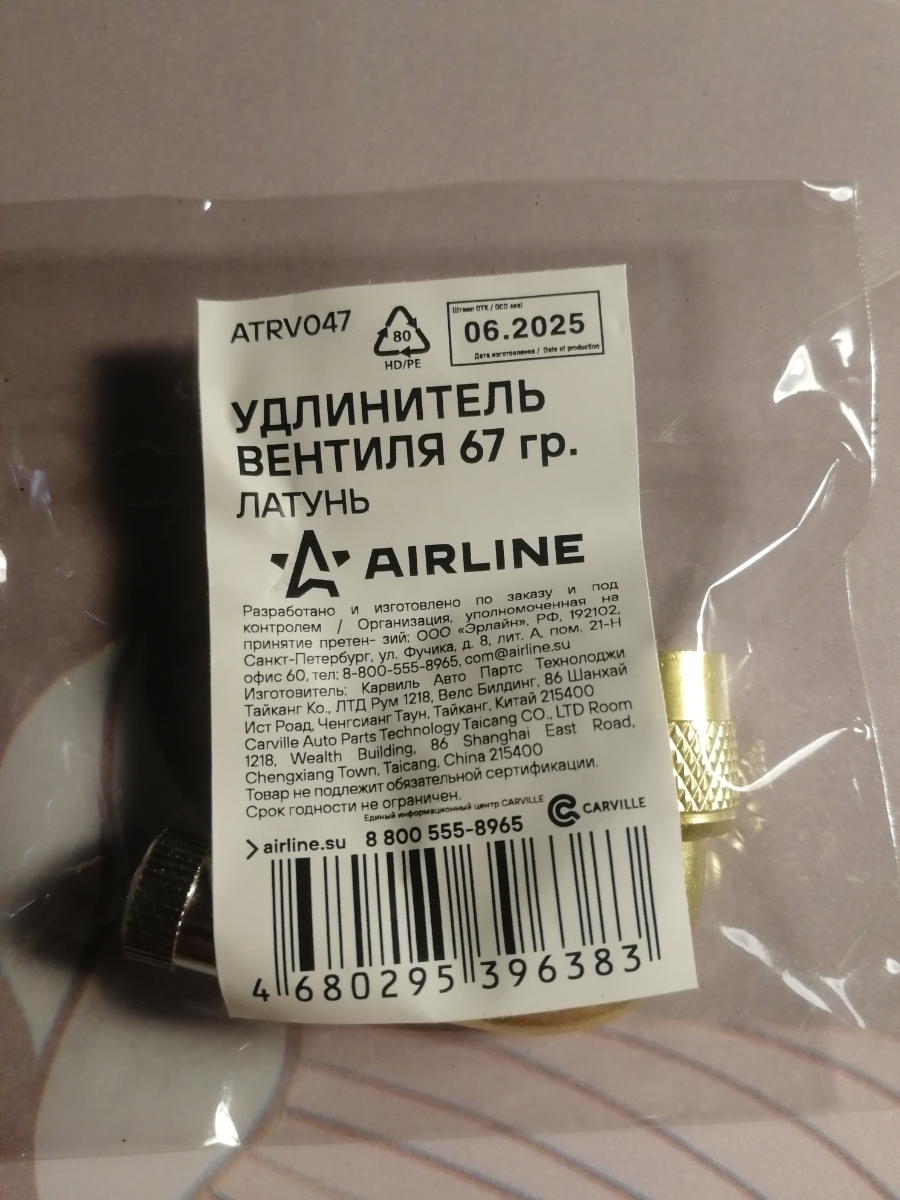 ATRV047
80
HD/PE
Штамп ОТК / QCD seal
06.2025
Дата изготовления / Date of production
УДЛИНИТЕЛЬ
ВЕНТИЛЯ 67 гр.
ЛАТУНЬ
AIRLINE
Разработано и изготовлено по заказу и под
контролем / Организация, уполномоченная на
принятие претен- зий: ООО «Эрлайн», РФ, 192102,
Санкт-Петербург, ул. Фучика, д. 8, лит. А, пом. 21-Н
офис 60, тел: 8-800-555-8965, com@airline.su
Изготовитель: Карвиль Авто Партс Технолоджи
Тайканг Ко., ЛТД Рум 1218, Велс Билдинг, 86 Шанхай
Ист Роад, Ченгсианг Таун, Тайканг, Китай 215400
Carville Auto Parts Technology Taicang CO., LTD Room
1218, Wealth Building, 86 Shanghai East Road,
Chengxiang Town, Taicang, China 215400
Товар не подлежит обязательной сертификации.
Срок годности не ограничен.
Единый информационный центр CARVILLE
CARVILLE
airline.su 8 800 555-8965
4 680295 396383